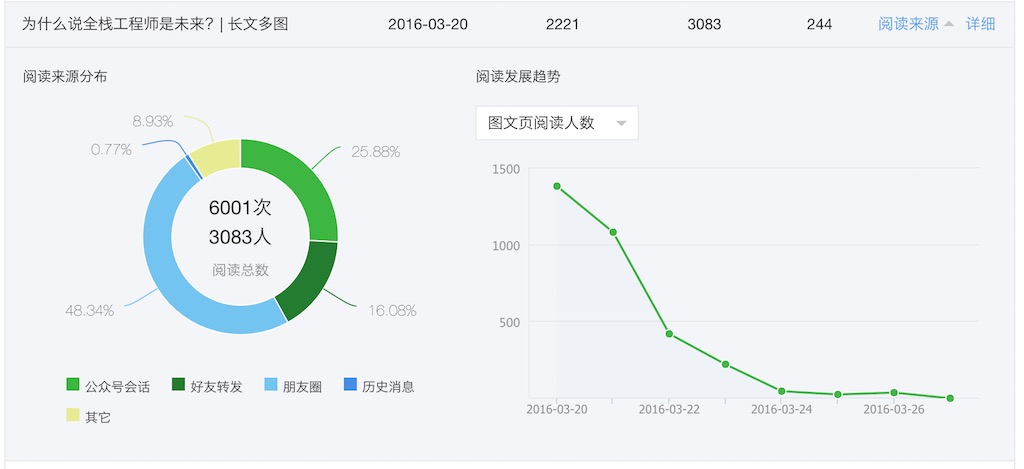 为什么说全栈工程师是未来？| 长文多图 2016-03-20 2221 3083 244 阅读来源 详细
阅读来源分布
阅读发展趋势
图文页阅读人数
8.93%
0.77%
25.88%
48.34%
16.08%
6001次
3083人
阅读总数
公众号会话 好友转发 朋友圈 历史消息
其它
1500
1000
500
2016-03-20 2016-03-22 2016-03-24 2016-03-26